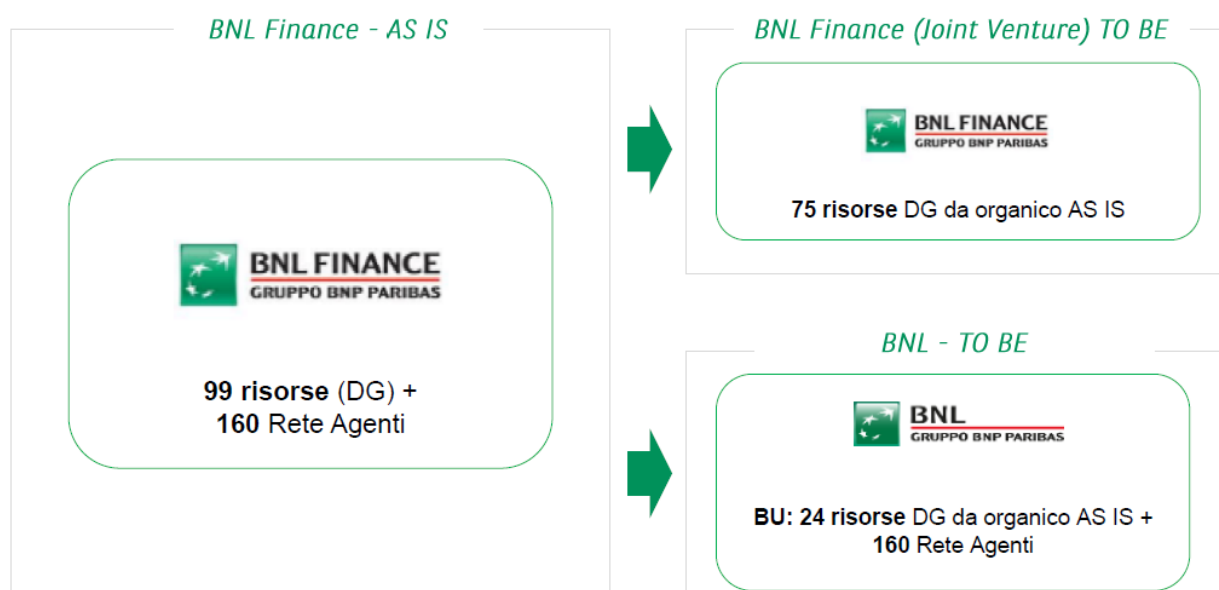 BNL Finance - AS IS
BNL FINANCE
GRUPPO BNP PARIBAS
99 risorse (DG) +
160 Rete Agenti
BNL Finance (Joint Venture) TO BE
BNL FINANCE
GRUPPO BNP PARIBAS
75 risorse DG da organico AS IS
BNL - TO BE
BNL
GRUPPO BNP PARIBAS
BU: 24 risorse DG da organico AS IS +
160 Rete Agenti